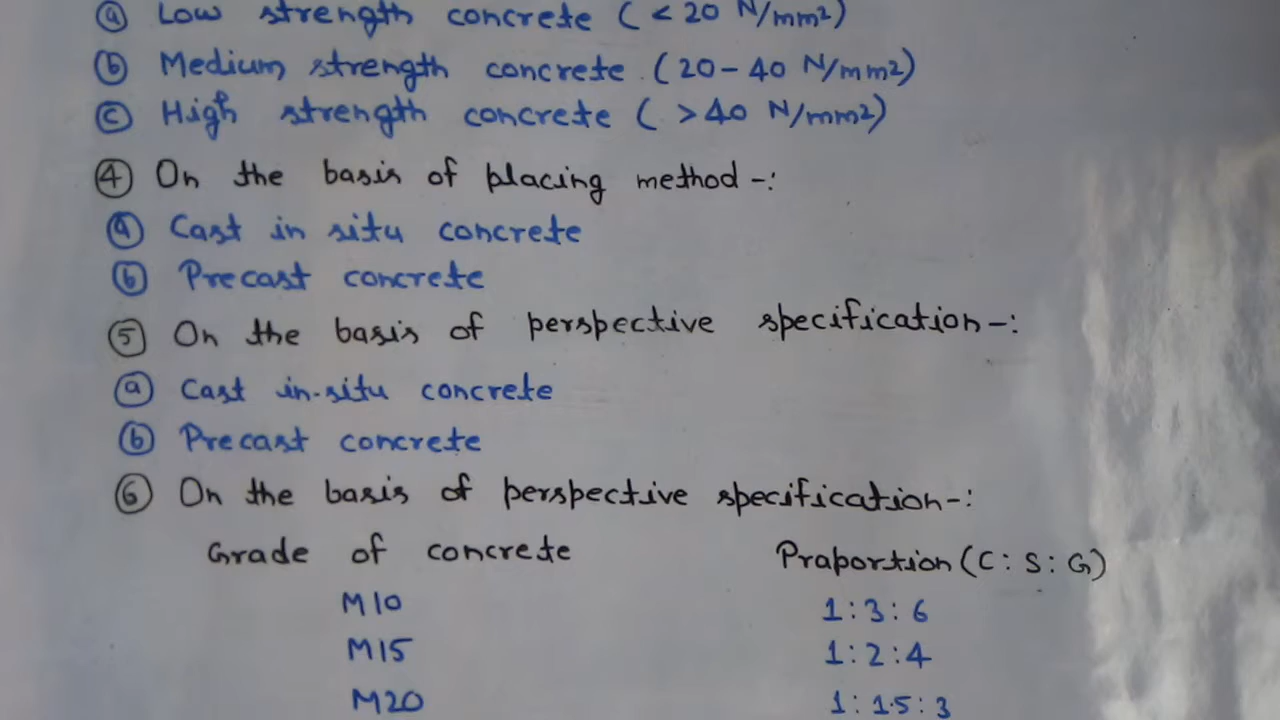 ⓐ Low strength concrete (<20 N/mm2)
ⓑ Medium strength concrete (20-40 N/mm2)
ⓒ High strength concrete (>40 N/mm2)
④ On the basis of placing method-:
ⓐ Cast in situ concrete
ⓑ Precast concrete
⑤ On the basis of perspective specification-:
ⓐ Cast in-situ concrete
ⓑ Precast concrete
⑥ On the basis of perspective specification-:
Grade of concrete Praportion (C:S:G)
M10 1:3:6
M15 1:2:4
M20 1:1.5:3